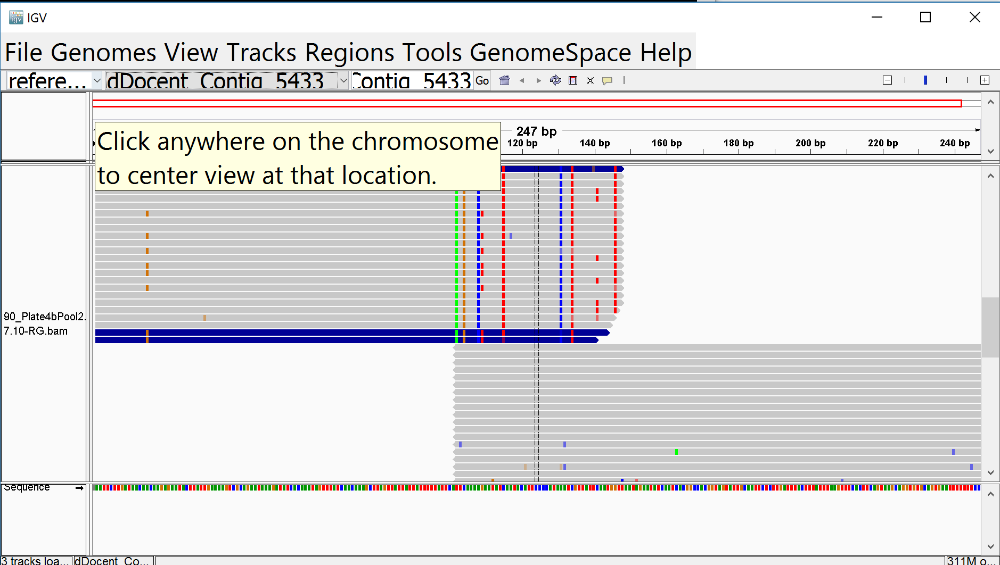 igv IGV
File Genomes View Tracks Regions Tools GenomeSpace Help
refere... dDocent_Contig_5433 Contig_5433 Go
247 bp
120 bp 140 bp 160 bp 180 bp 200 bp 220 bp 240 bp
Click anywhere on the chromosome
to center view at that location.
90_Plate4bPool2.
7.10-RG.bam
Sequence
3 tracks loa... dDocent_Co... 311M o...